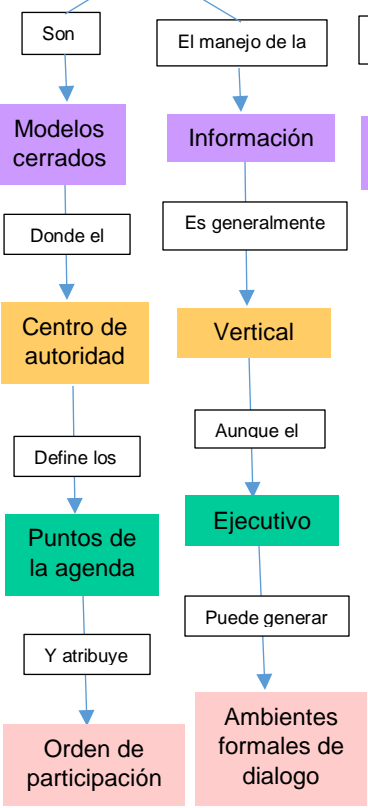 Son
Modelos
cerrados
Donde el
Centro de
autoridad
Define los
Puntos de
la agenda
Y atribuye
Orden de
participación
El manejo de la
Información
Es generalmente
Vertical
Aunque el
Ejecutivo
Puede generar
Ambientes
formales de
dialogo